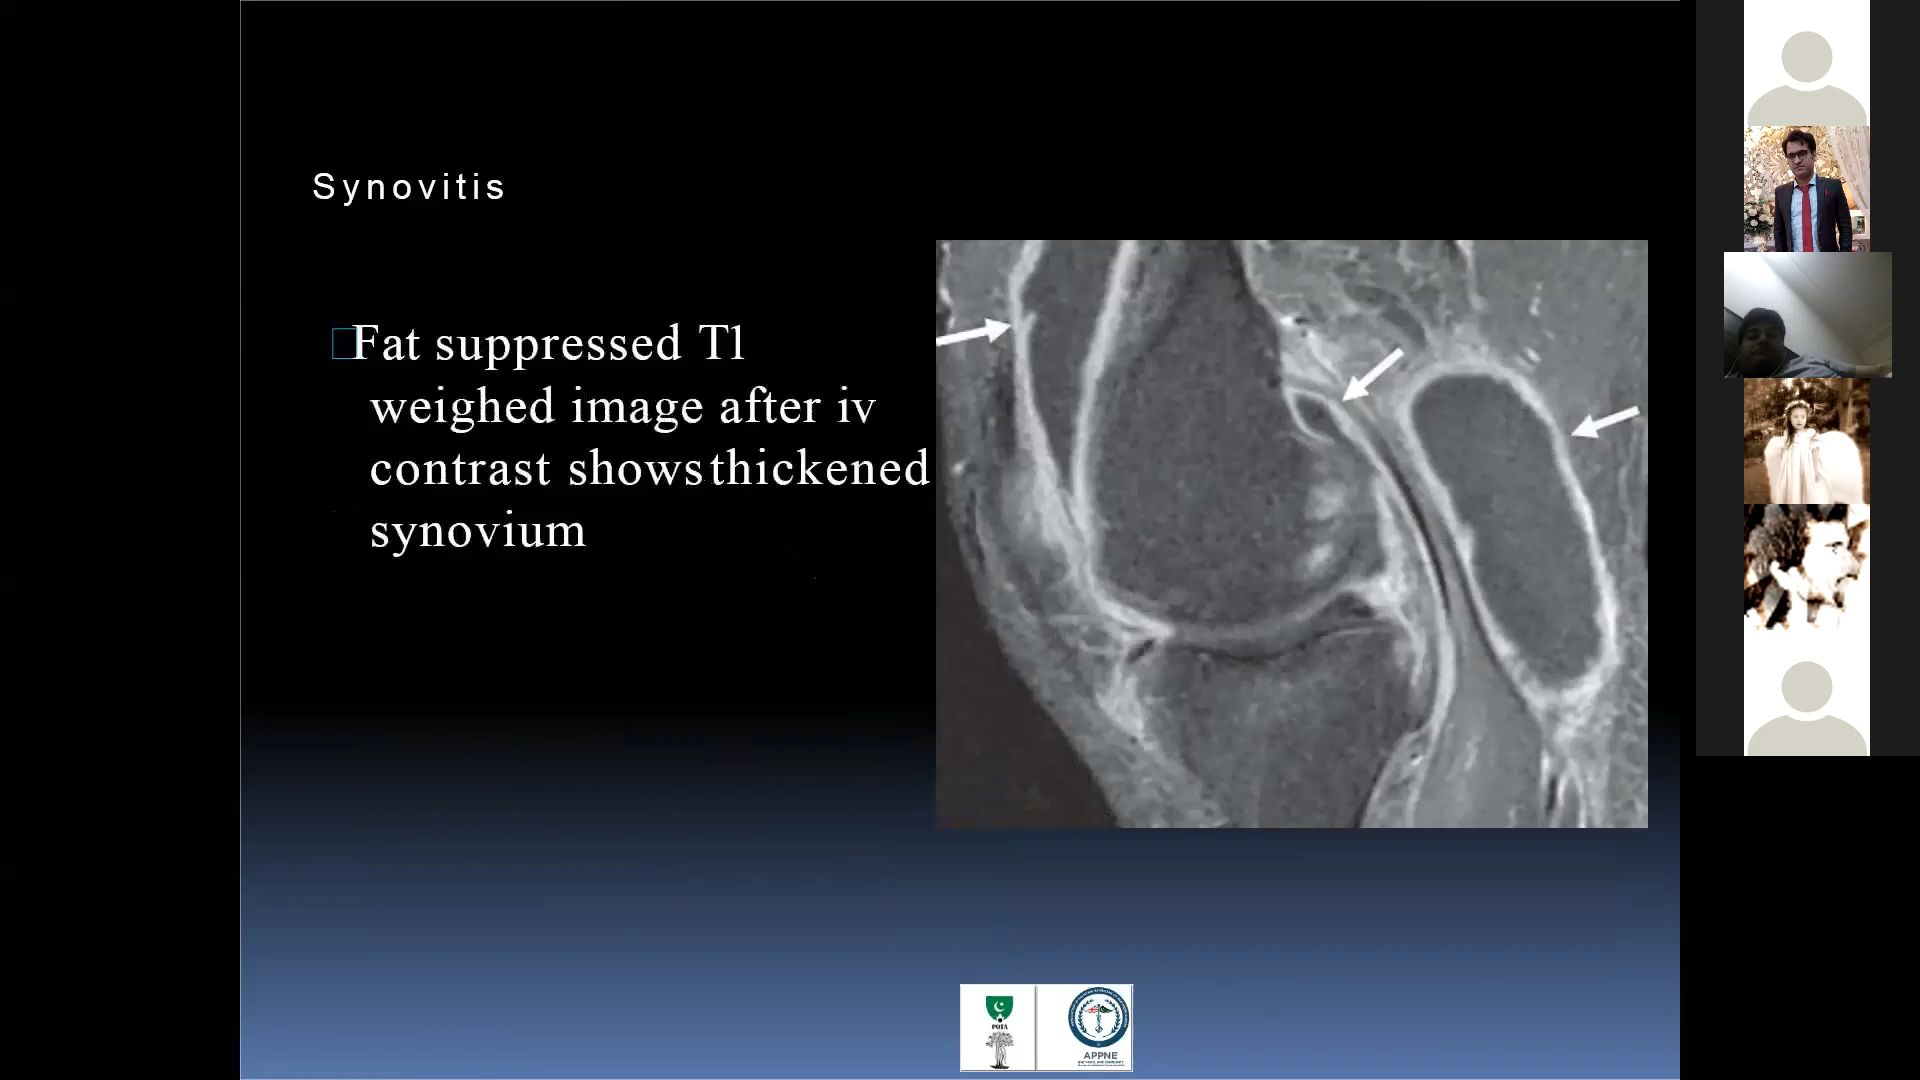 Synovitis
Fat suppressed T1
weighed image after iv
contrast shows thickened
synovium
POTA
APPNE